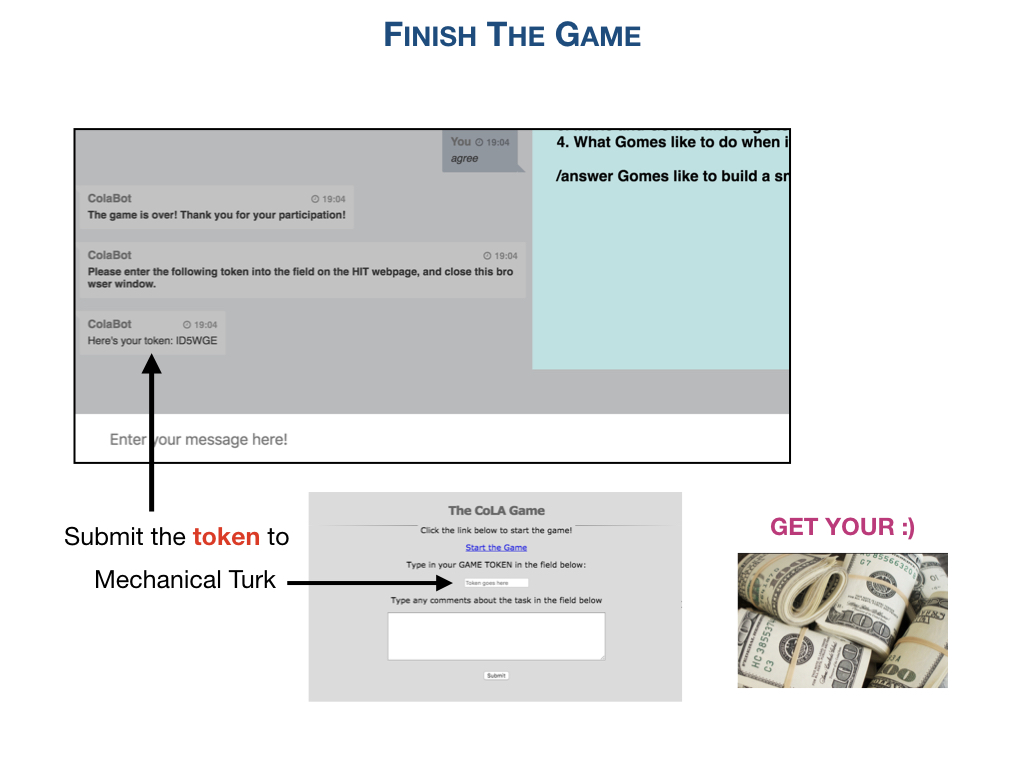 FINISH THE GAME
You 19:04
agree
4. What Gomes like to do when i
/answer Gomes like to build a sn
ColaBot 19:04
The game is over! Thank you for your participation!
ColaBot 19:04
Please enter the following token into the field on the HIT webpage, and close this bro
wser window.
ColaBot 19:04
Here's your token: ID5WGE
Enter your message here!
Submit the token to
Mechanical Turk
The CoLA Game
Click the link below to start the game!
Start the Game
Type in your GAME TOKEN in the field below:
Token goes here
Type any comments about the task in the field below
Submit
GET YOUR :)
100
100